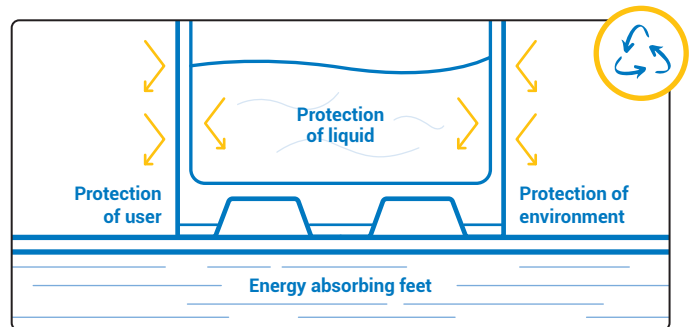 Protection
of liquid
Protection
of user
Protection of
environment
Energy absorbing feet